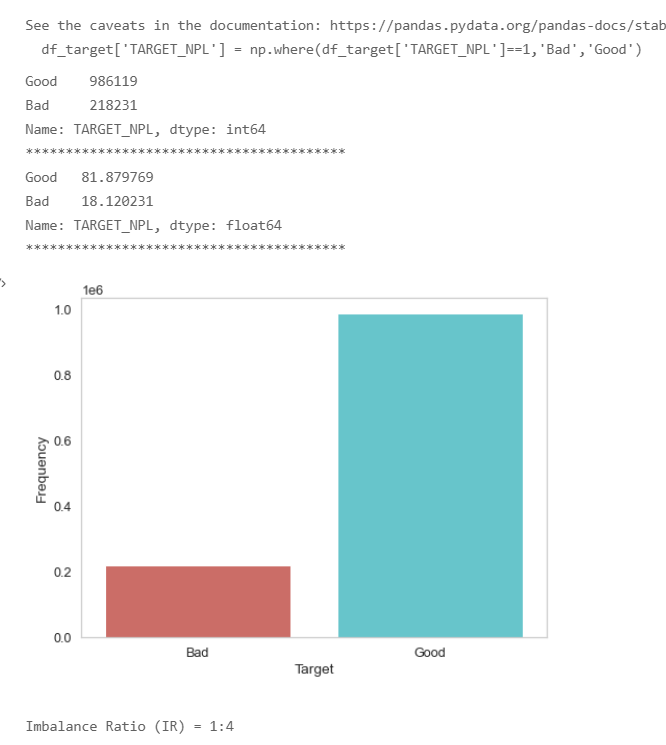 See the caveats in the documentation: https://pandas.pydata.org/pandas-docs/stab
df_target['TARGET_NPL'] = np.where(df_target['TARGET_NPL']==1,'Bad','Good')
Good    986119
Bad     218231
Name: TARGET_NPL, dtype: int64
****************************************
Good   81.879769
Bad    18.120231
Name: TARGET_NPL, dtype: float64
****************************************
1e6
1.0
0.8
0.6
0.4
0.2
0.0
Frequency
Bad
Good
Target
Imbalance Ratio (IR) = 1:4